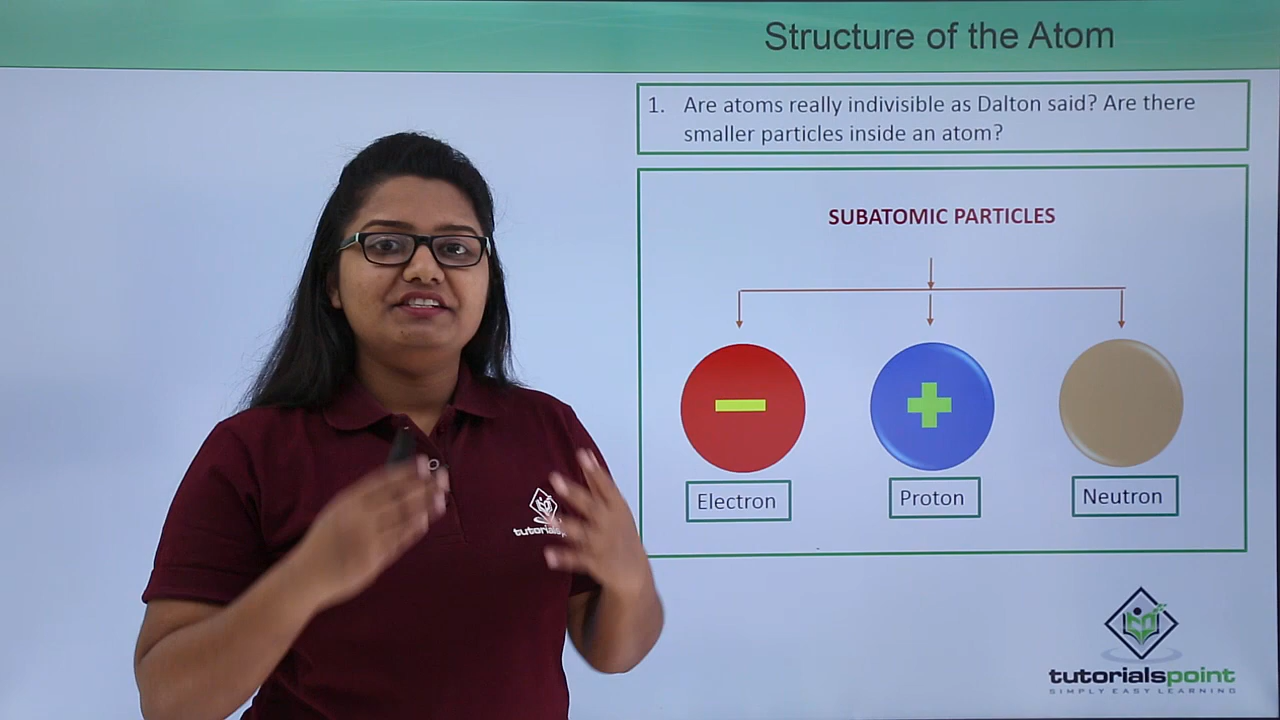 Structure of the Atom
1. Are atoms really indivisible as Dalton said? Are there
smaller particles inside an atom?
SUBATOMIC PARTICLES
Electron
Proton
Neutron
tutorialspoint
SIMPLY EASY LEARNING